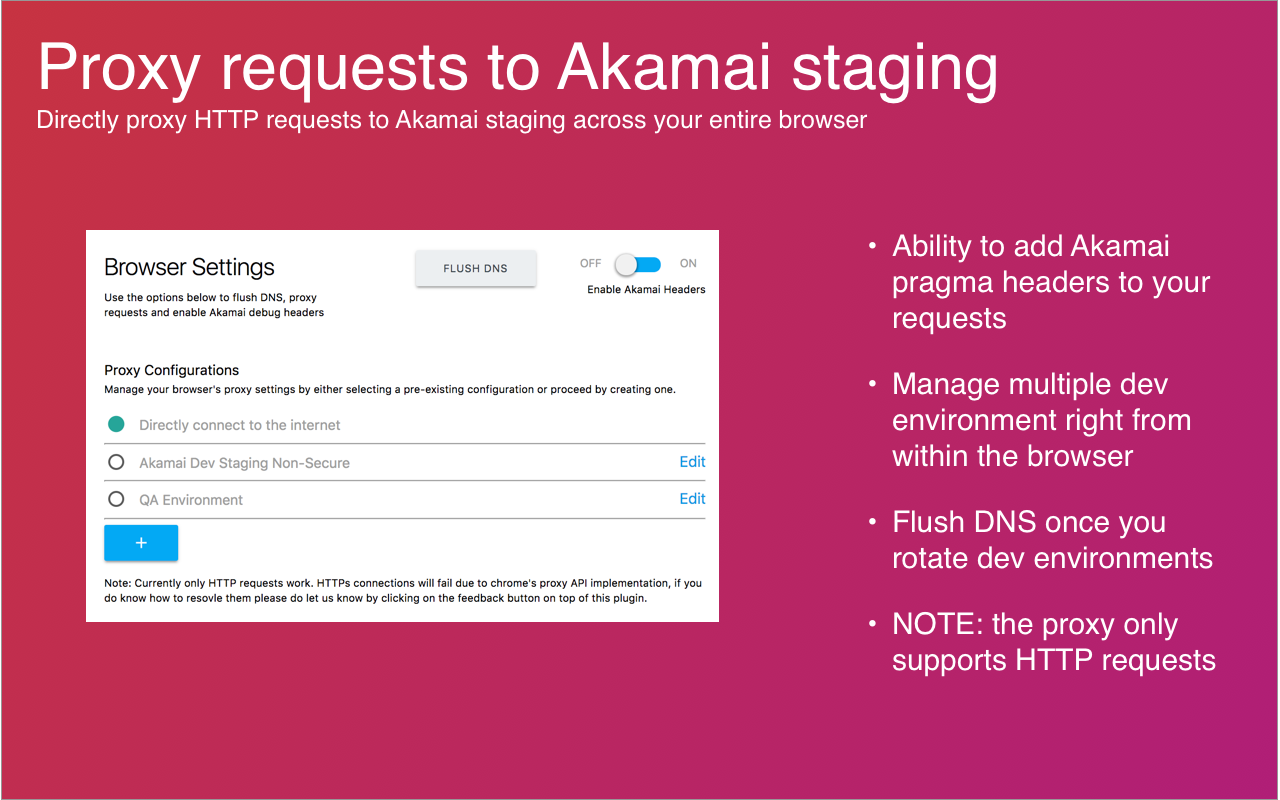 Proxy requests to Akamai staging
Directly proxy HTTP requests to Akamai staging across your entire browser
Browser Settings
Use the options below to flush DNS, proxy
requests and enable Akamai debug headers
FLUSH DNS
OFF ON
Enable Akamai Headers
Proxy Configurations
Manage your browser's proxy settings by either selecting a pre-existing configuration or proceed by creating one.
Directly connect to the internet
Akamai Dev Staging Non-Secure Edit
QA Environment Edit
+
Note: Currently only HTTP requests work. HTTPs connections will fail due to chrome's proxy API implementation, if you
do know how to resovle them please do let us know by clicking on the feedback button on top of this plugin.
• Ability to add Akamai
pragma headers to your
requests
• Manage multiple dev
environment right from
within the browser
• Flush DNS once you
rotate dev environments
• NOTE: the proxy only
supports HTTP requests